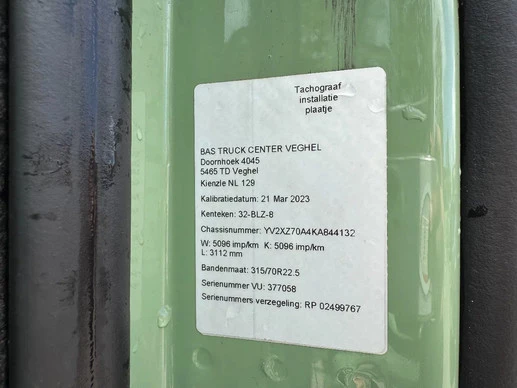 Tachograaf
installatie
plaatje
BAS TRUCK CENTER VEGHEL
Doornhoek 4045
5465 TD Veghel
Kienzle NL 129
Kalibratiedatum: 21 Mar 2023
Kenteken: 32-BLZ-8
Chassisnummer: YV2XZ70A4KA844132
W: 5096 imp/km K: 5096 imp/km
L: 3112 mm
Bandenmaat: 315/70R22.5
Serienummer VU: 377058
Serienummers verzegeling: RP 02499767